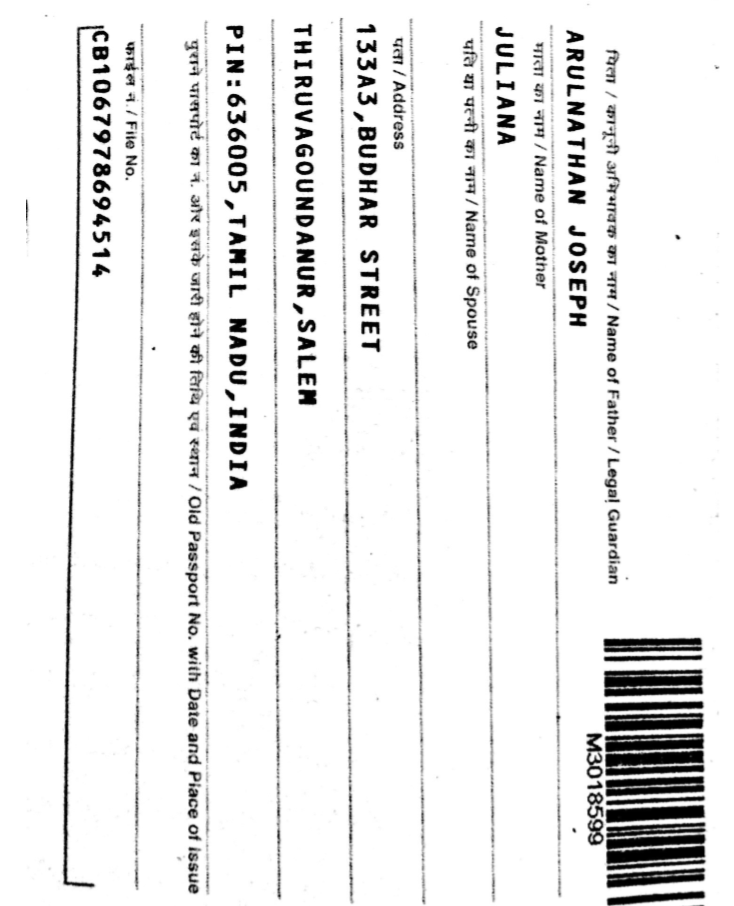 पिता / कानूनी अभिभावक का नाम / Name of Father / Legal Guardian
ARULNATHAN JOSEPH
माता का नाम / Name of Mother
JULIANA
पति या पत्नी का नाम / Name of Spouse
पता / Address
133A3,BUDHAR STREET
THIRUVAGOUNDANUR,SALEM
PIN:636005,TAMIL NADU,INDIA
पुराने पासपोर्ट का नं. और इसके जारी होने की तिथि एवं स्थान / Old Passport No. with Date and Place of Issue
फाईल नं. / File No.
CB1067978694514
M3018599